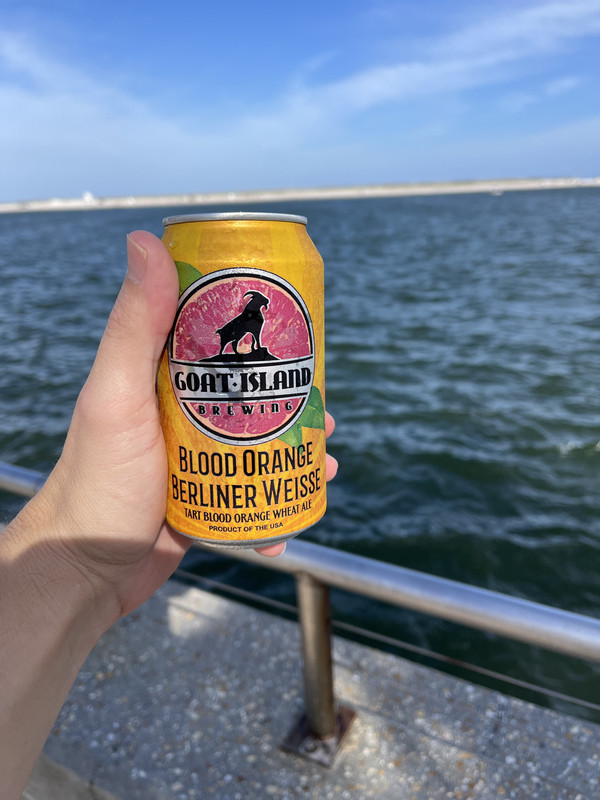 GOAT·ISLAND
BREWING
BLOOD ORANGE
BERLINER WEISSE
TART BLOOD ORANGE WHEAT ALE
PRODUCT OF THE USA